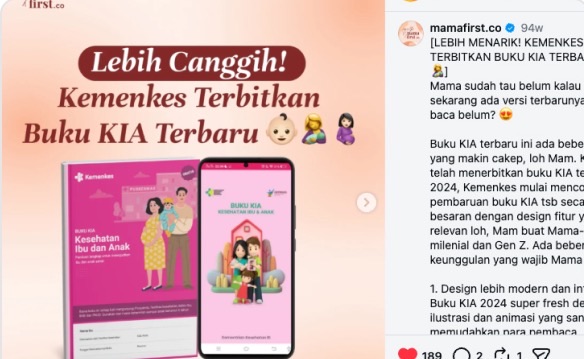 first.co
Lebih Canggih!
Kemenkes Terbitkan
Buku KIA Terbaru
Kemenkes
BUKU KIA
Kesehatan
Ibu dan Anak
BUKU KIA
KESEHATAN IBU & ANAK
mamafirst.co 94w
[LEBIH MENARIK! KEMENKES
TERBITKAN BUKU KIA TERBA
]
Mama sudah tau belum kalau
sekarang ada versi terbarunya
baca belum? 😍
Buku KIA terbaru ini ada bebe
yang makin cakep, loh Mam. K
telah menerbitkan buku KIA te
2024, Kemenkes mulai menco
pembaruan buku KIA tsb seca
besaran dengan design fitur y
relevan loh, Mam buat Mama-
milenial dan Gen Z. Ada beber
keunggulan yang wajib Mama
1. Design lebih modern dan int
Buku KIA 2024 super fresh de
ilustrasi dan animasi yang san
memudahkan para pembaca
189 2 1